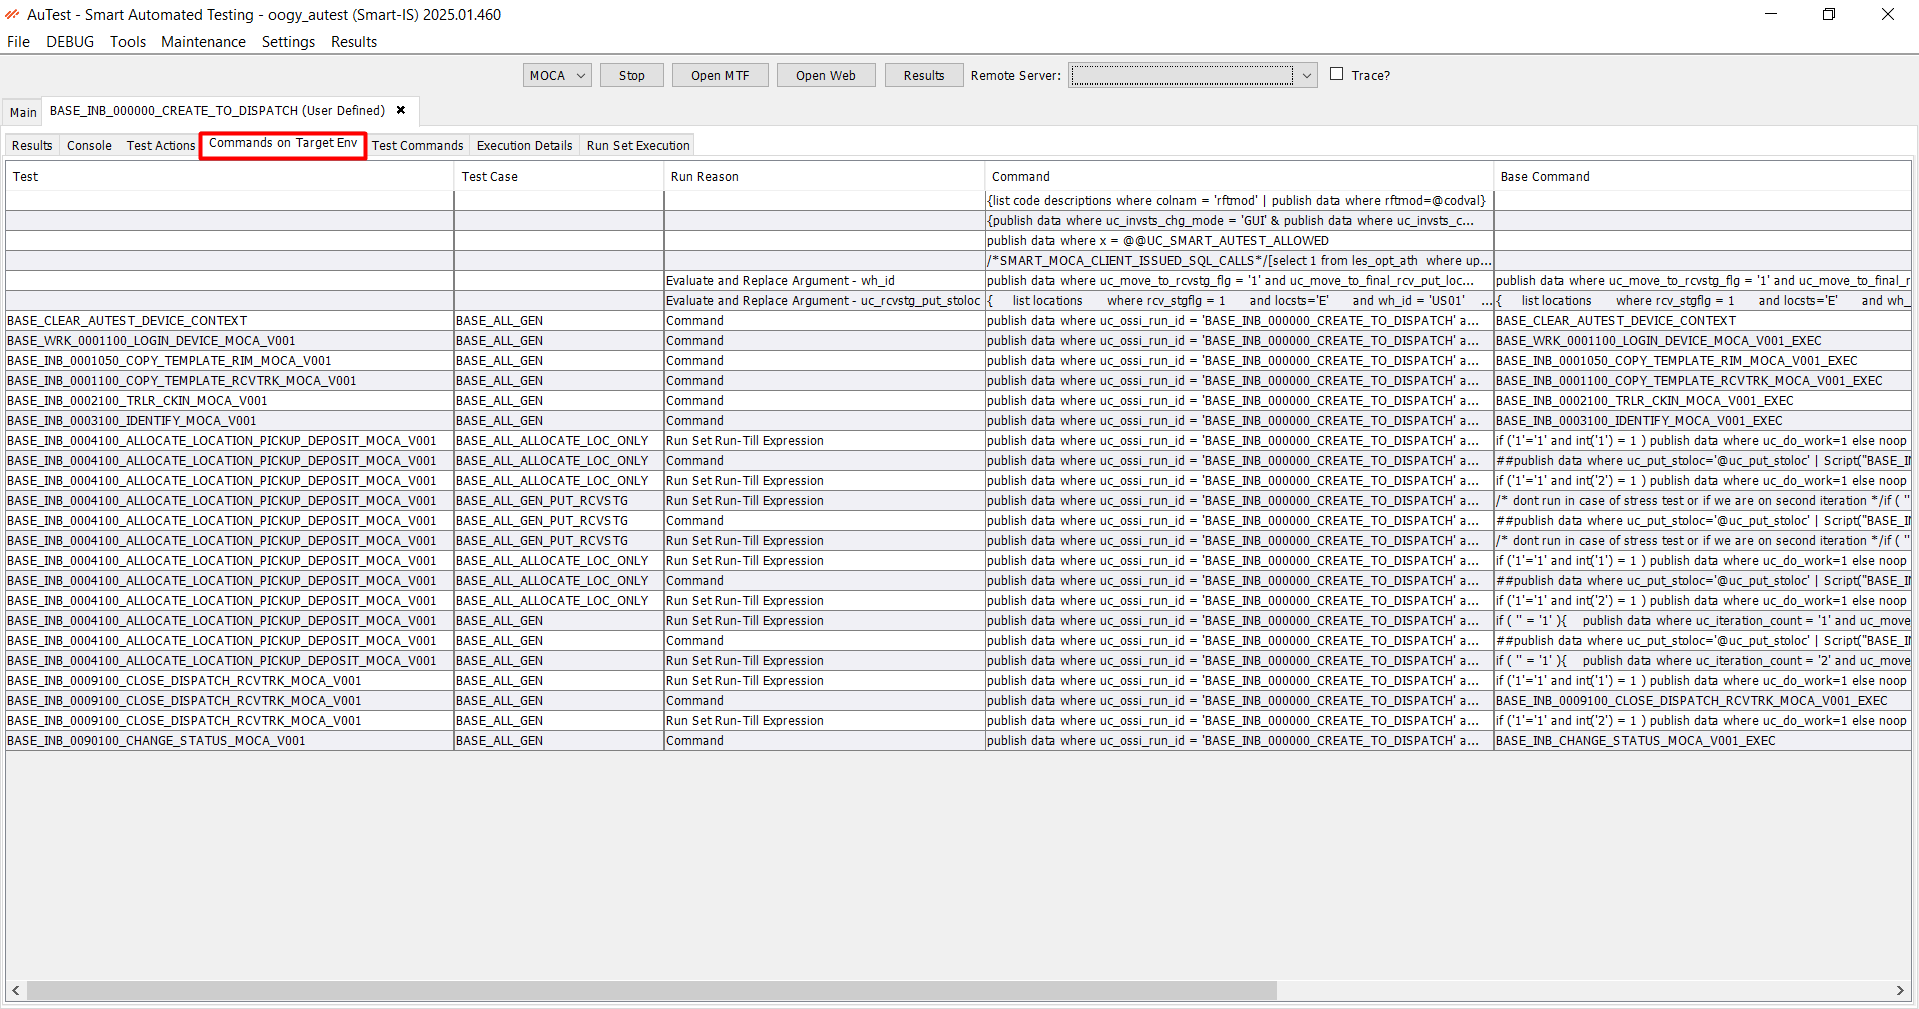 AuTest - Smart Automated Testing - oogy_autest (Smart-IS) 2025.01.460
File DEBUG Tools Maintenance Settings Results
MOCA Stop Open MTF Open Web Results Remote Server: Trace?
Main BASE_INB_000000_CREATE_TO_DISPATCH (User Defined)
Results Console Test Actions Commands on Target Env Test Commands Execution Details Run Set Execution
Test Test Case Run Reason Command Base Command
{list code descriptions where colnam = 'rftmod' | publish data where rftmod=@codval}
{publish data where uc_invsts_chg_mode = 'GUI' & publish data where uc_invsts_c...
publish data where x = @@UC_SMART_AUTEST_ALLOWED
/*SMART_MOCA_CLIENT_ISSUED_SQL_CALLS*/[select 1 from les_opt_ath where up...
Evaluate and Replace Argument - wh_id publish data where uc_move_to_rcvstg_flg = '1' and uc_move_to_final_rcv_put_loc... publish data where uc_move_to_rcvstg_flg = '1' and uc_move_to_final_r
Evaluate and Replace Argument - uc_rcvstg_put_stoloc { list locations where rcv_stgflg = 1 and locsts='E' and wh_id = 'US01' ... { list locations where rcv_stgflg = 1 and locsts='E' and wh_
BASE_CLEAR_AUTEST_DEVICE_CONTEXT BASE_ALL_GEN Command publish data where uc_ossi_run_id = 'BASE_INB_000000_CREATE_TO_DISPATCH' a... BASE_CLEAR_AUTEST_DEVICE_CONTEXT
BASE_WRK_0001100_LOGIN_DEVICE_MOCA_V001 BASE_ALL_GEN Command publish data where uc_ossi_run_id = 'BASE_INB_000000_CREATE_TO_DISPATCH' a... BASE_WRK_0001100_LOGIN_DEVICE_MOCA_V001_EXEC
BASE_INB_0001050_COPY_TEMPLATE_RIM_MOCA_V001 BASE_ALL_GEN Command publish data where uc_ossi_run_id = 'BASE_INB_000000_CREATE_TO_DISPATCH' a... BASE_INB_0001050_COPY_TEMPLATE_RIM_MOCA_V001_EXEC
BASE_INB_0001100_COPY_TEMPLATE_RCVTRK_MOCA_V001 BASE_ALL_GEN Command publish data where uc_ossi_run_id = 'BASE_INB_000000_CREATE_TO_DISPATCH' a... BASE_INB_0001100_COPY_TEMPLATE_RCVTRK_MOCA_V001_EXEC
BASE_INB_0002100_TRLR_CKIN_MOCA_V001 BASE_ALL_GEN Command publish data where uc_ossi_run_id = 'BASE_INB_000000_CREATE_TO_DISPATCH' a... BASE_INB_0002100_TRLR_CKIN_MOCA_V001_EXEC
BASE_INB_0003100_IDENTIFY_MOCA_V001 BASE_ALL_GEN Command publish data where uc_ossi_run_id = 'BASE_INB_000000_CREATE_TO_DISPATCH' a... BASE_INB_0003100_IDENTIFY_MOCA_V001_EXEC
BASE_INB_0004100_ALLOCATE_LOCATION_PICKUP_DEPOSIT_MOCA_V001 BASE_ALL_ALLOCATE_LOC_ONLY Run Set Run-Till Expression publish data where uc_ossi_run_id = 'BASE_INB_000000_CREATE_TO_DISPATCH' a... if ('1'='1' and int('1') = 1 ) publish data where uc_do_work=1 else noop
BASE_INB_0004100_ALLOCATE_LOCATION_PICKUP_DEPOSIT_MOCA_V001 BASE_ALL_ALLOCATE_LOC_ONLY Command publish data where uc_ossi_run_id = 'BASE_INB_000000_CREATE_TO_DISPATCH' a... ##publish data where uc_put_stoloc='@uc_put_stoloc' | Script("BASE_IN
BASE_INB_0004100_ALLOCATE_LOCATION_PICKUP_DEPOSIT_MOCA_V001 BASE_ALL_ALLOCATE_LOC_ONLY Run Set Run-Till Expression publish data where uc_ossi_run_id = 'BASE_INB_000000_CREATE_TO_DISPATCH' a... if ('1'='1' and int('2') = 1 ) publish data where uc_do_work=1 else noop
BASE_INB_0004100_ALLOCATE_LOCATION_PICKUP_DEPOSIT_MOCA_V001 BASE_ALL_GEN_PUT_RCVSTG Run Set Run-Till Expression publish data where uc_ossi_run_id = 'BASE_INB_000000_CREATE_TO_DISPATCH' a... /* dont run in case of stress test or if we are on second iteration */if ( ''
BASE_INB_0004100_ALLOCATE_LOCATION_PICKUP_DEPOSIT_MOCA_V001 BASE_ALL_GEN_PUT_RCVSTG Command publish data where uc_ossi_run_id = 'BASE_INB_000000_CREATE_TO_DISPATCH' a... ##publish data where uc_put_stoloc='@uc_put_stoloc' | Script("BASE_IN
BASE_INB_0004100_ALLOCATE_LOCATION_PICKUP_DEPOSIT_MOCA_V001 BASE_ALL_GEN_PUT_RCVSTG Run Set Run-Till Expression publish data where uc_ossi_run_id = 'BASE_INB_000000_CREATE_TO_DISPATCH' a... /* dont run in case of stress test or if we are on second iteration */if ( ''
BASE_INB_0004100_ALLOCATE_LOCATION_PICKUP_DEPOSIT_MOCA_V001 BASE_ALL_ALLOCATE_LOC_ONLY Run Set Run-Till Expression publish data where uc_ossi_run_id = 'BASE_INB_000000_CREATE_TO_DISPATCH' a... if ('1'='1' and int('1') = 1 ) publish data where uc_do_work=1 else noop
BASE_INB_0004100_ALLOCATE_LOCATION_PICKUP_DEPOSIT_MOCA_V001 BASE_ALL_ALLOCATE_LOC_ONLY Command publish data where uc_ossi_run_id = 'BASE_INB_000000_CREATE_TO_DISPATCH' a... ##publish data where uc_put_stoloc='@uc_put_stoloc' | Script("BASE_IN
BASE_INB_0004100_ALLOCATE_LOCATION_PICKUP_DEPOSIT_MOCA_V001 BASE_ALL_ALLOCATE_LOC_ONLY Run Set Run-Till Expression publish data where uc_ossi_run_id = 'BASE_INB_000000_CREATE_TO_DISPATCH' a... if ('1'='1' and int('2') = 1 ) publish data where uc_do_work=1 else noop
BASE_INB_0004100_ALLOCATE_LOCATION_PICKUP_DEPOSIT_MOCA_V001 BASE_ALL_GEN Run Set Run-Till Expression publish data where uc_ossi_run_id = 'BASE_INB_000000_CREATE_TO_DISPATCH' a... if ( '' = '1' ){ publish data where uc_iteration_count = '1' and uc_move
BASE_INB_0004100_ALLOCATE_LOCATION_PICKUP_DEPOSIT_MOCA_V001 BASE_ALL_GEN Command publish data where uc_ossi_run_id = 'BASE_INB_000000_CREATE_TO_DISPATCH' a... ##publish data where uc_put_stoloc='@uc_put_stoloc' | Script("BASE_IN
BASE_INB_0004100_ALLOCATE_LOCATION_PICKUP_DEPOSIT_MOCA_V001 BASE_ALL_GEN Run Set Run-Till Expression publish data where uc_ossi_run_id = 'BASE_INB_000000_CREATE_TO_DISPATCH' a... if ( '' = '1' ){ publish data where uc_iteration_count = '2' and uc_move
BASE_INB_0009100_CLOSE_DISPATCH_RCVTRK_MOCA_V001 BASE_ALL_GEN Run Set Run-Till Expression publish data where uc_ossi_run_id = 'BASE_INB_000000_CREATE_TO_DISPATCH' a... if ('1'='1' and int('1') = 1 ) publish data where uc_do_work=1 else noop
BASE_INB_0009100_CLOSE_DISPATCH_RCVTRK_MOCA_V001 BASE_ALL_GEN Command publish data where uc_ossi_run_id = 'BASE_INB_000000_CREATE_TO_DISPATCH' a... BASE_INB_0009100_CLOSE_DISPATCH_RCVTRK_MOCA_V001_EXEC
BASE_INB_0009100_CLOSE_DISPATCH_RCVTRK_MOCA_V001 BASE_ALL_GEN Run Set Run-Till Expression publish data where uc_ossi_run_id = 'BASE_INB_000000_CREATE_TO_DISPATCH' a... if ('1'='1' and int('2') = 1 ) publish data where uc_do_work=1 else noop
BASE_INB_0090100_CHANGE_STATUS_MOCA_V001 BASE_ALL_GEN Command publish data where uc_ossi_run_id = 'BASE_INB_000000_CREATE_TO_DISPATCH' a... BASE_INB_CHANGE_STATUS_MOCA_V001_EXEC